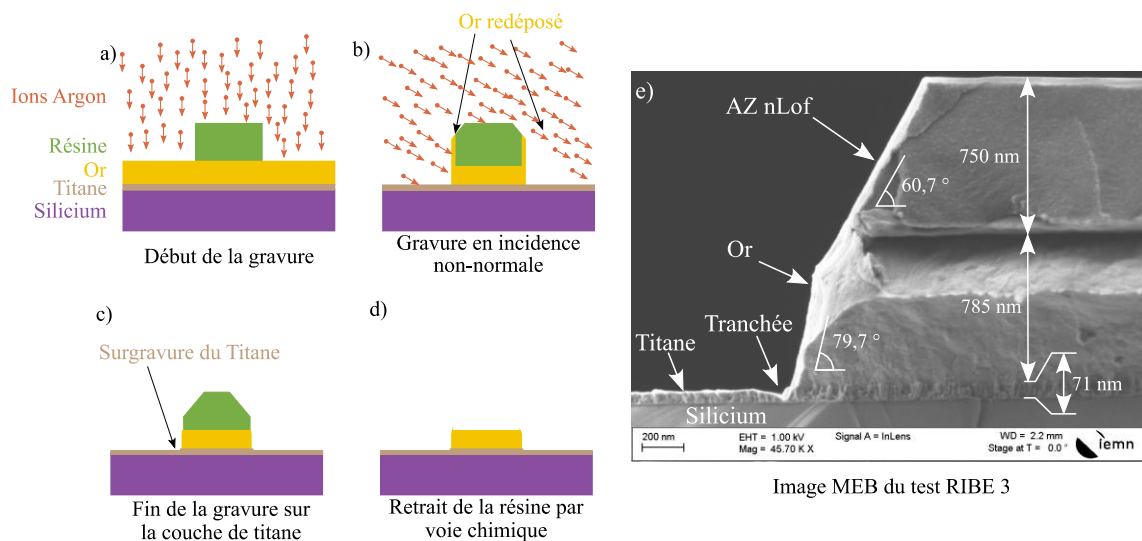 a)
Ions Argon
Résine
Or
Titane
Silicium
Début de la gravure
Or redéposé
b)
Gravure en incidence
non-normale
c)
Surgravure du Titane
Fin de la gravure sur
la couche de titane
d)
Retrait de la résine par
voie chimique
e)
AZ nLof
750 nm
60,7 °
Or
785 nm
Tranchée
Titane
79,7 °
71 nm
Silicium
200 nm
EHT = 1.00 kV
Signal A = InLens
WD = 2.2 mm
Mag = 45.70 K X
Stage at T = 0.0 °
iemn
Image MEB du test RIBE 3